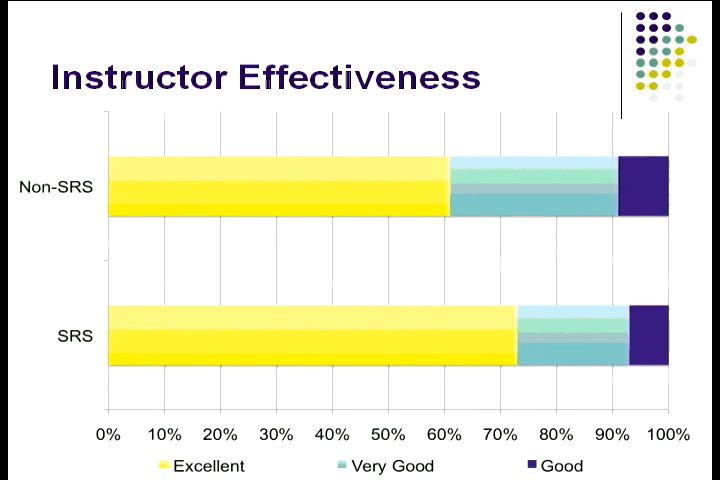 Instructor Effectiveness
Non-SRS
SRS
0% 10% 20% 30% 40% 50% 60% 70% 80% 90% 100%
Excellent Very Good Good